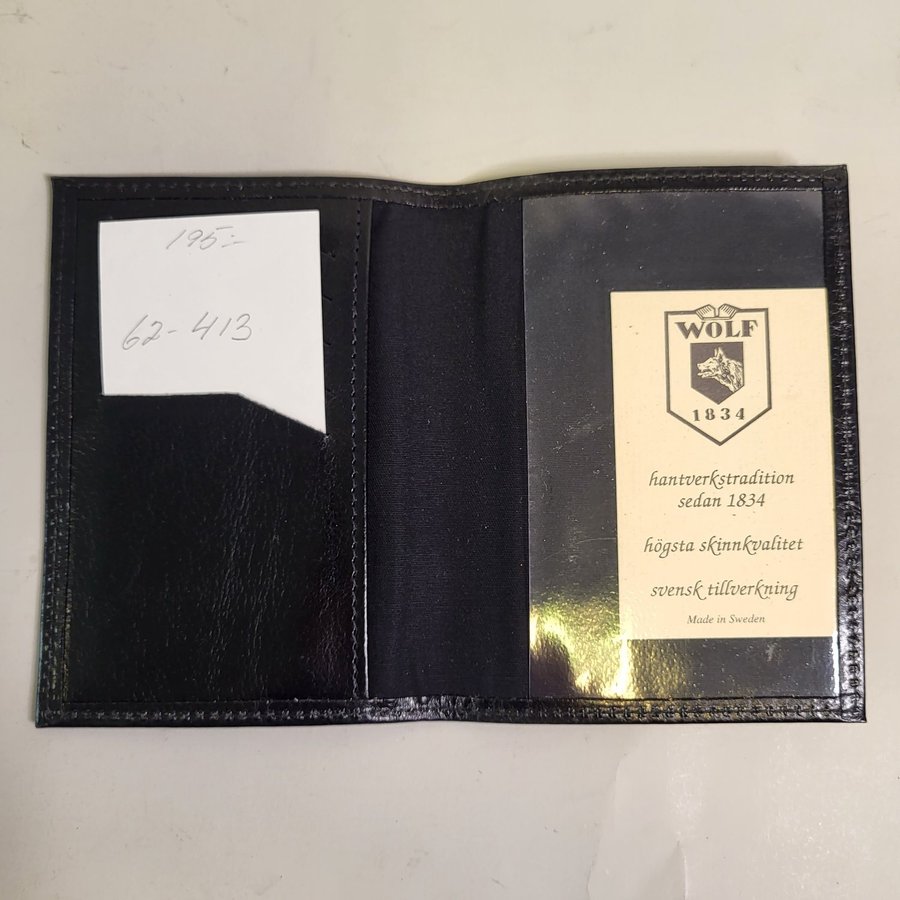 195:-
62-413
WOLF
1834
hantverkstradition
sedan 1834
högsta skinnkvalitet
svensk tillverkning
Made in Sweden